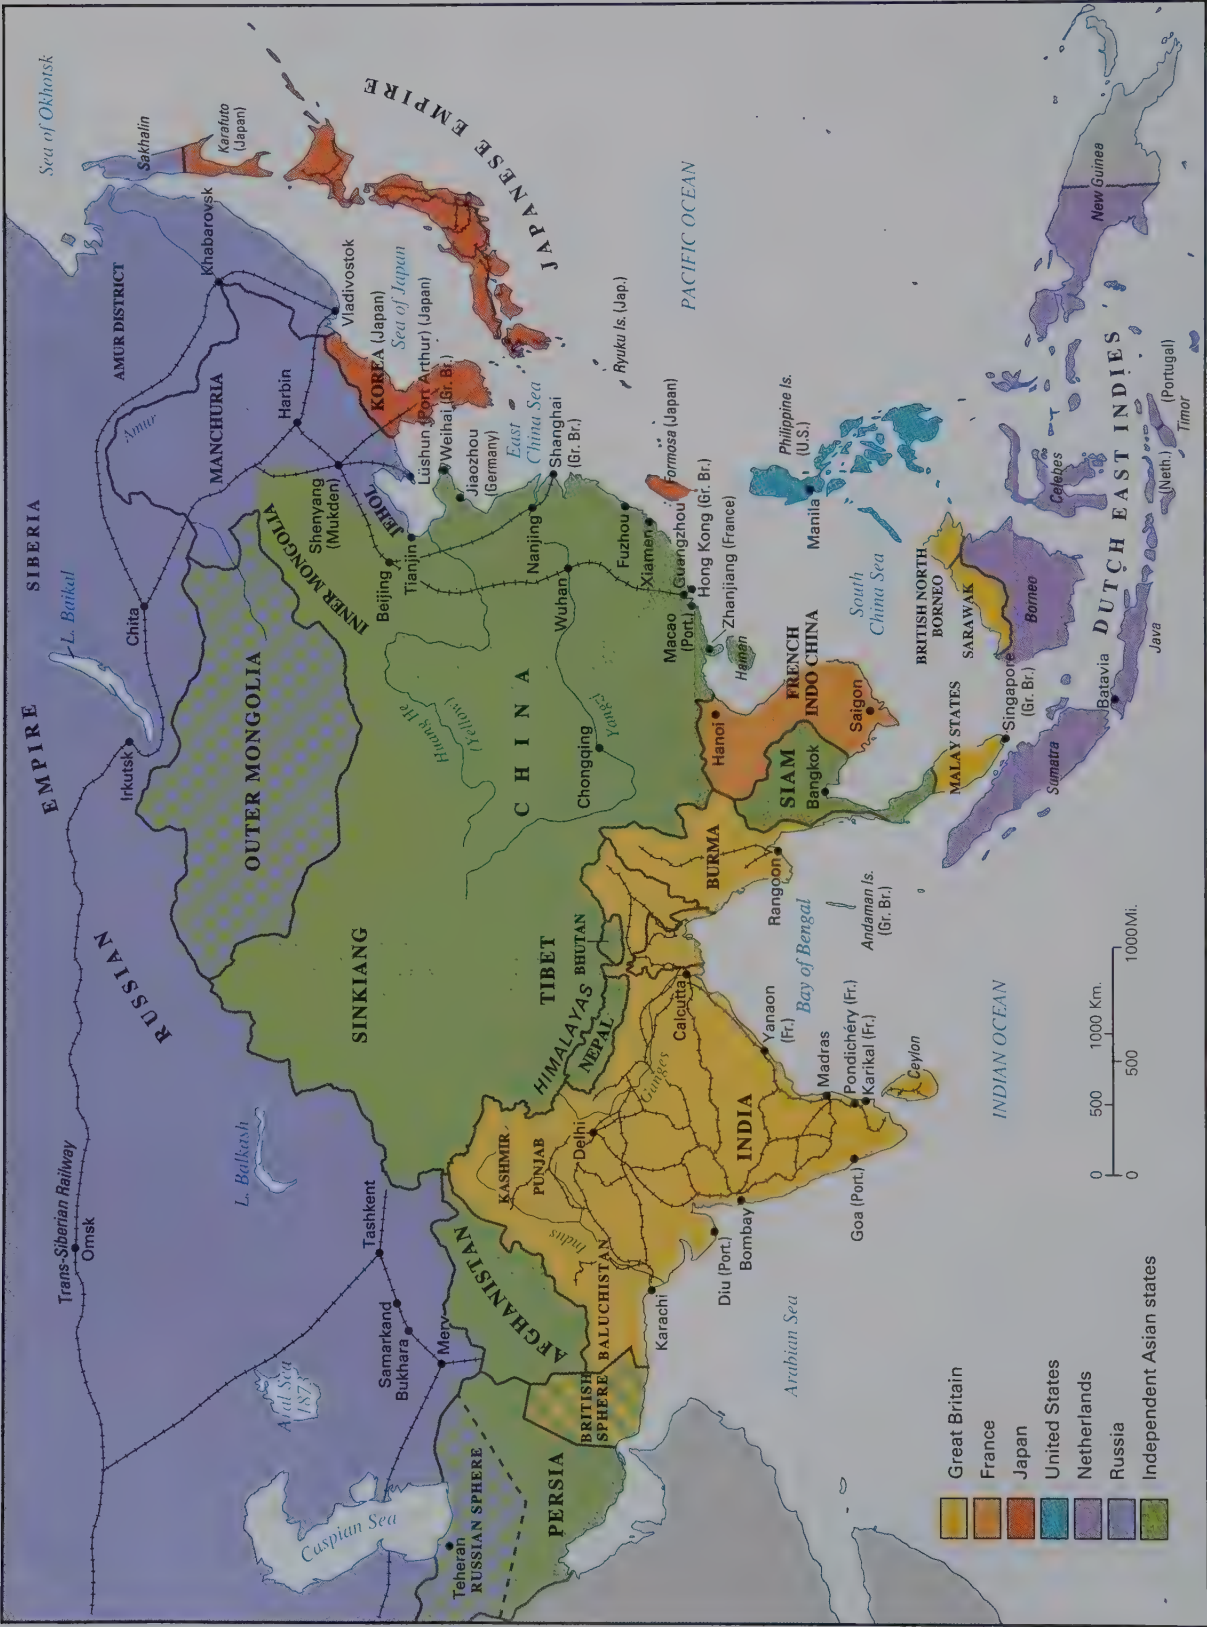 Sea of Okhotsk
Sakhalin
Karafuto
(Japan)
JAPANESE EMPIRE
SIBERIA
AMUR DISTRICT
Khabarovsk
Amur
Vladivostok
Sea of Japan
MANCHURIA
Harbin
KOREA (Japan)
EMPIRE
L. Baikal
Chita
Irkutsk
OUTER MONGOLIA
INNER MONGOLIA
Shenyang
(Mukden)
JEHOL
Lüshun (Port Arthur) (Japan)
Weihai (Gr. Br.)
Jiaozhou
(Germany)
East
China Sea
Beijing
Tianjin
Shanghai
(Gr. Br.)
Nanjing
Ryuku Is. (Jap.)
PACIFIC OCEAN
Huang He
(Yellow)
CHINA
Wuhan
Yangzi
Chongqing
Fuzhou
Xiamen
Formosa (Japan)
Guangzhou
Hong Kong (Gr. Br.)
Macao
(Port.)
Zhanjiang (France)
Hainan
RUSSIAN
Trans-Siberian Railway
Omsk
L. Balkash
SINKIANG
TIBET
HIMALAYAS
BHUTAN
NEPAL
Tashkent
Samarkand
Bukhara
Merv
Aral Sea
1873
Caspian Sea
Teheran
RUSSIAN SPHERE
PERSIA
BRITISH
SPHERE
AFGHANISTAN
BALUCHISTAN
KASHMIR
PUNJAB
Delhi
Indus
Ganges
Karachi
INDIA
Calcutta
Diu (Port.)
Bombay
Goa (Port.)
Yanaon
(Fr.)
Madras
Pondichéry (Fr.)
Karikal (Fr.)
Ceylon
Arabian Sea
Bay of Bengal
INDIAN OCEAN
Andaman Is.
(Gr. Br.)
BURMA
Rangoon
SIAM
Bangkok
FRENCH
INDO CHINA
Hanoi
Saigon
South
China Sea
Philippine Is.
(U.S.)
Manila
BRITISH NORTH
BORNEO
SARAWAK
Borneo
MALAY STATES
Singapore
(Gr. Br.)
Sumatra
Batavia
Java
DUTCH EAST INDIES
Celebes
New Guinea
(Neth.)
(Portugal)
Timor
0 500 1000 Km.
0 500 1000 Mi.
Great Britain
France
Japan
United States
Netherlands
Russia
Independent Asian states